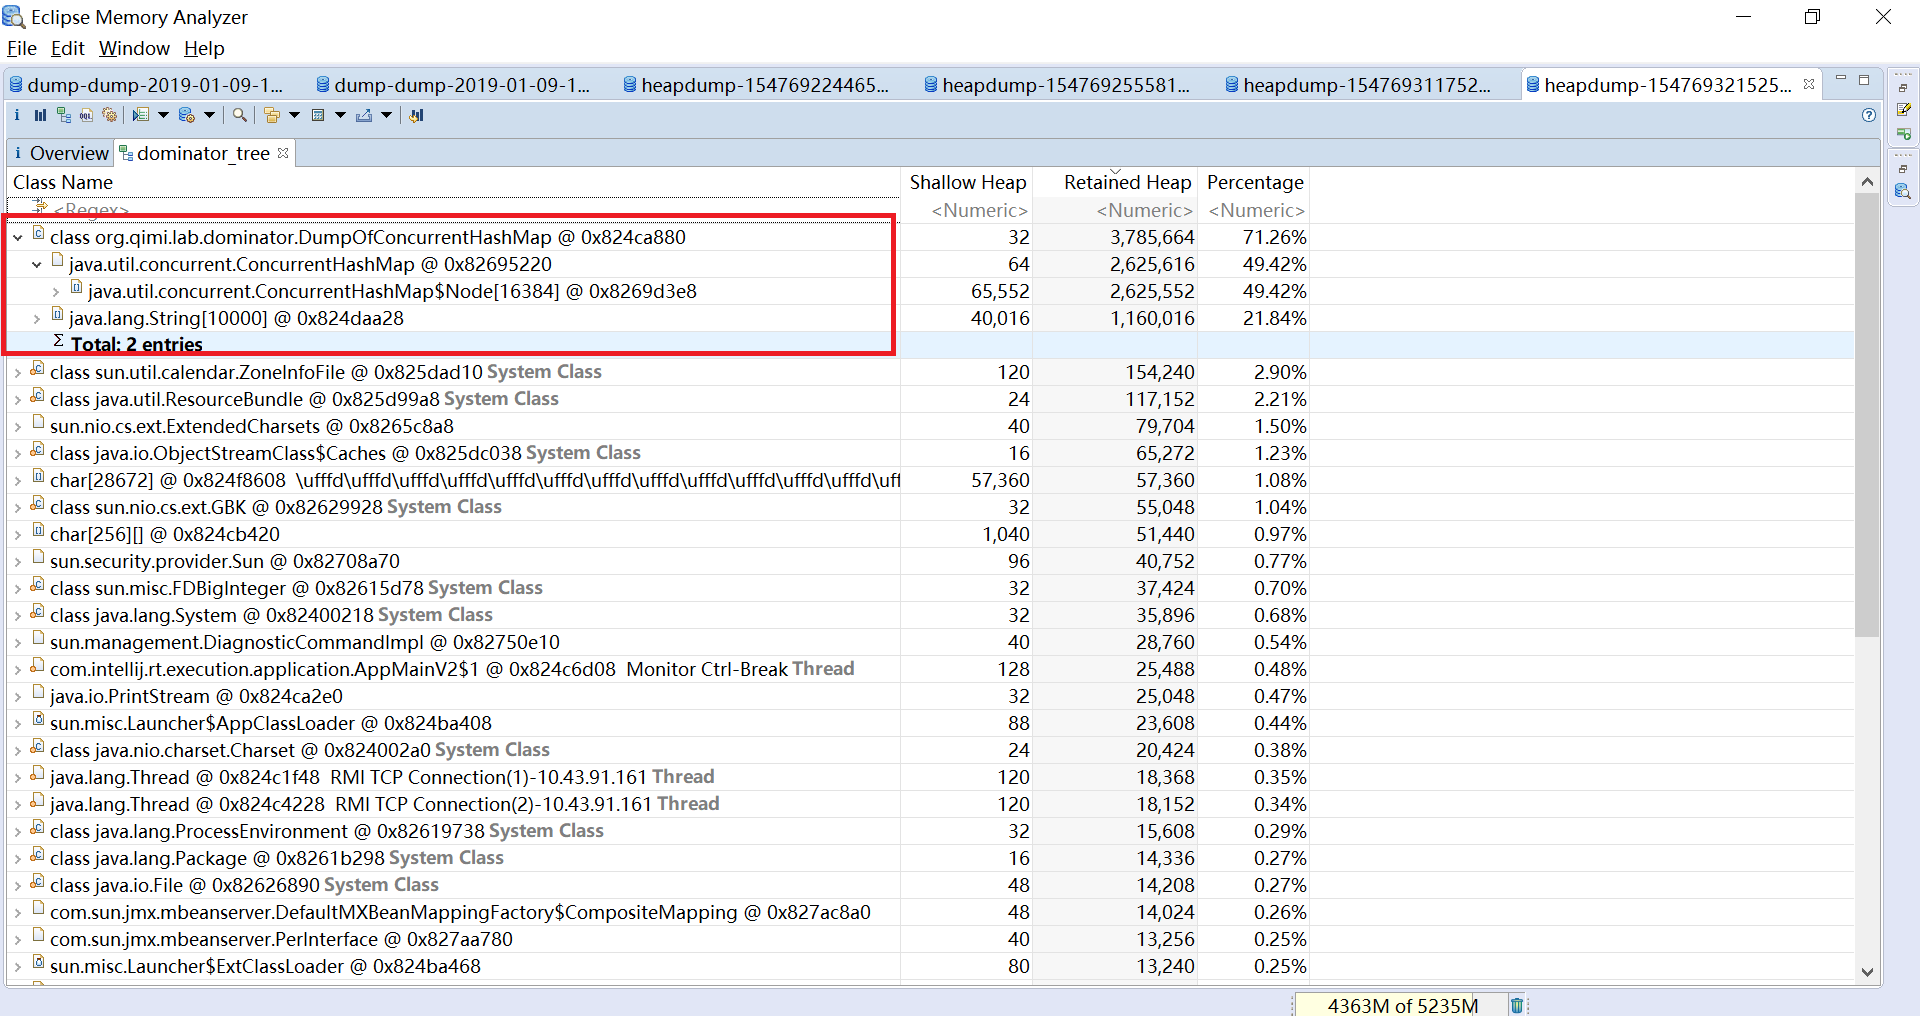 Eclipse Memory Analyzer
File Edit Window Help
dump-dump-2019-01-09-1... dump-dump-2019-01-09-1... heapdump-154769224465... heapdump-154769255581... heapdump-154769311752... heapdump-154769321525...
i Overview dominator_tree
Class Name Shallow Heap Retained Heap Percentage
<Regex> <Numeric> <Numeric> <Numeric>
class org.qimi.lab.dominator.DumpOfConcurrentHashMap @ 0x824ca880 32 3,785,664 71.26%
java.util.concurrent.ConcurrentHashMap @ 0x82695220 64 2,625,616 49.42%
java.util.concurrent.ConcurrentHashMap$Node[16384] @ 0x8269d3e8 65,552 2,625,552 49.42%
java.lang.String[10000] @ 0x824daa28 40,016 1,160,016 21.84%
Σ Total: 2 entries
class sun.util.calendar.ZoneInfoFile @ 0x825dad10 System Class 120 154,240 2.90%
class java.util.ResourceBundle @ 0x825d99a8 System Class 24 117,152 2.21%
sun.nio.cs.ext.ExtendedCharsets @ 0x8265c8a8 40 79,704 1.50%
class java.io.ObjectStreamClass$Caches @ 0x825dc038 System Class 16 65,272 1.23%
char[28672] @ 0x824f8608 \ufffd\ufffd\ufffd\ufffd\ufffd\ufffd\ufffd\ufffd\ufffd\ufffd\ufffd\ufffd\uff 57,360 57,360 1.08%
class sun.nio.cs.ext.GBK @ 0x82629928 System Class 32 55,048 1.04%
char[256][] @ 0x824cb420 1,040 51,440 0.97%
sun.security.provider.Sun @ 0x82708a70 96 40,752 0.77%
class sun.misc.FDBigInteger @ 0x82615d78 System Class 32 37,424 0.70%
class java.lang.System @ 0x82400218 System Class 32 35,896 0.68%
sun.management.DiagnosticCommandImpl @ 0x82750e10 40 28,760 0.54%
com.intellij.rt.execution.application.AppMainV2$1 @ 0x824c6d08 Monitor Ctrl-Break Thread 128 25,488 0.48%
java.io.PrintStream @ 0x824ca2e0 32 25,048 0.47%
sun.misc.Launcher$AppClassLoader @ 0x824ba408 88 23,608 0.44%
class java.nio.charset.Charset @ 0x824002a0 System Class 24 20,424 0.38%
java.lang.Thread @ 0x824c1f48 RMI TCP Connection(1)-10.43.91.161 Thread 120 18,368 0.35%
java.lang.Thread @ 0x824c4228 RMI TCP Connection(2)-10.43.91.161 Thread 120 18,152 0.34%
class java.lang.ProcessEnvironment @ 0x82619738 System Class 32 15,608 0.29%
class java.lang.Package @ 0x8261b298 System Class 16 14,336 0.27%
class java.io.File @ 0x82626890 System Class 48 14,208 0.27%
com.sun.jmx.mbeanserver.DefaultMXBeanMappingFactory$CompositeMapping @ 0x827ac8a0 48 14,024 0.26%
com.sun.jmx.mbeanserver.PerInterface @ 0x827aa780 40 13,256 0.25%
sun.misc.Launcher$ExtClassLoader @ 0x824ba468 80 13,240 0.25%
4363M of 5235M